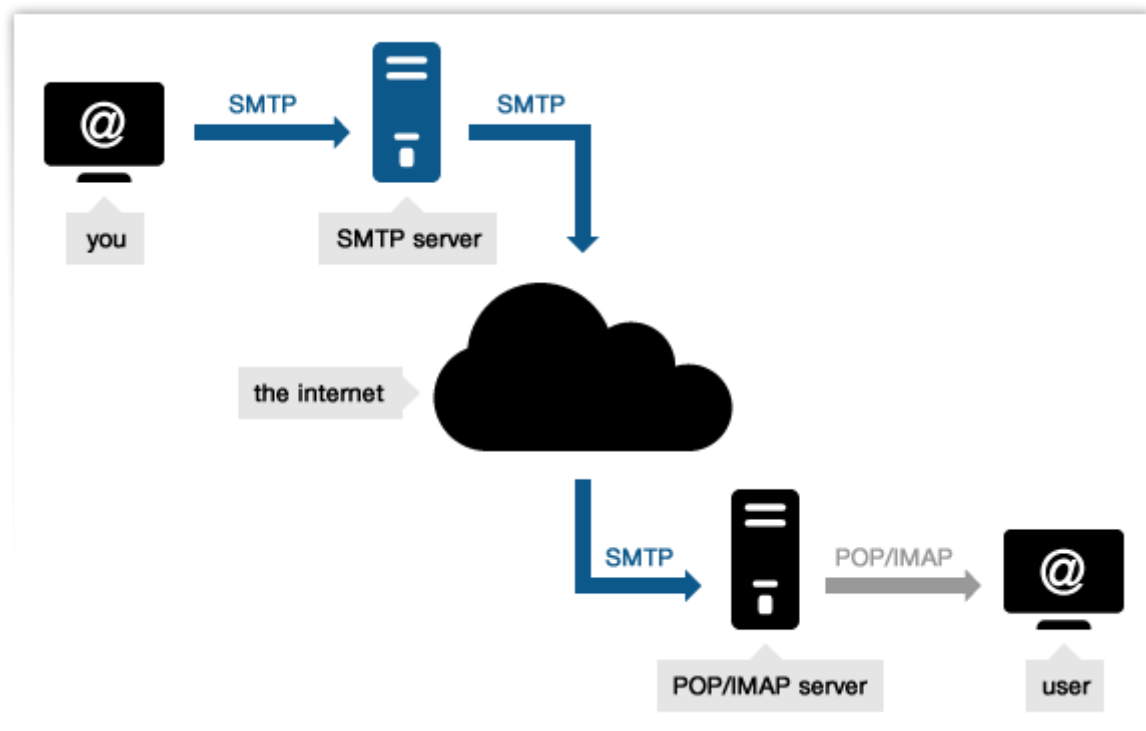 @
SMTP
SMTP
you
SMTP server
the internet
SMTP
POP/IMAP
@
POP/IMAP server
user